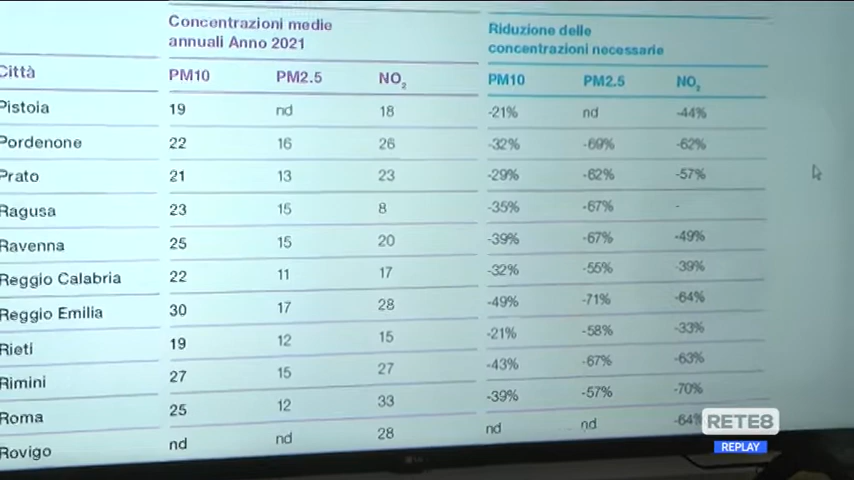 Concentrazioni medie
annuali Anno 2021
Riduzione delle
concentrazioni necessarie
Città PM10 PM2.5 NO2 PM10 PM2.5 NO2
Pistoia 19 nd 18 -21% nd -44%
Pordenone 22 16 26 -32% -69% -62%
Prato 21 13 23 -29% -62% -57%
Ragusa 23 15 8 -35% -67% -
Ravenna 25 15 20 -39% -67% -49%
Reggio Calabria 22 11 17 -32% -55% -39%
Reggio Emilia 30 17 28 -49% -71% -64%
Rieti 19 12 15 -21% -58% -33%
Rimini 27 15 27 -43% -67% -63%
Roma 25 12 33 -39% -57% -70%
Rovigo nd nd 28 nd nd -64%
RETE8
REPLAY